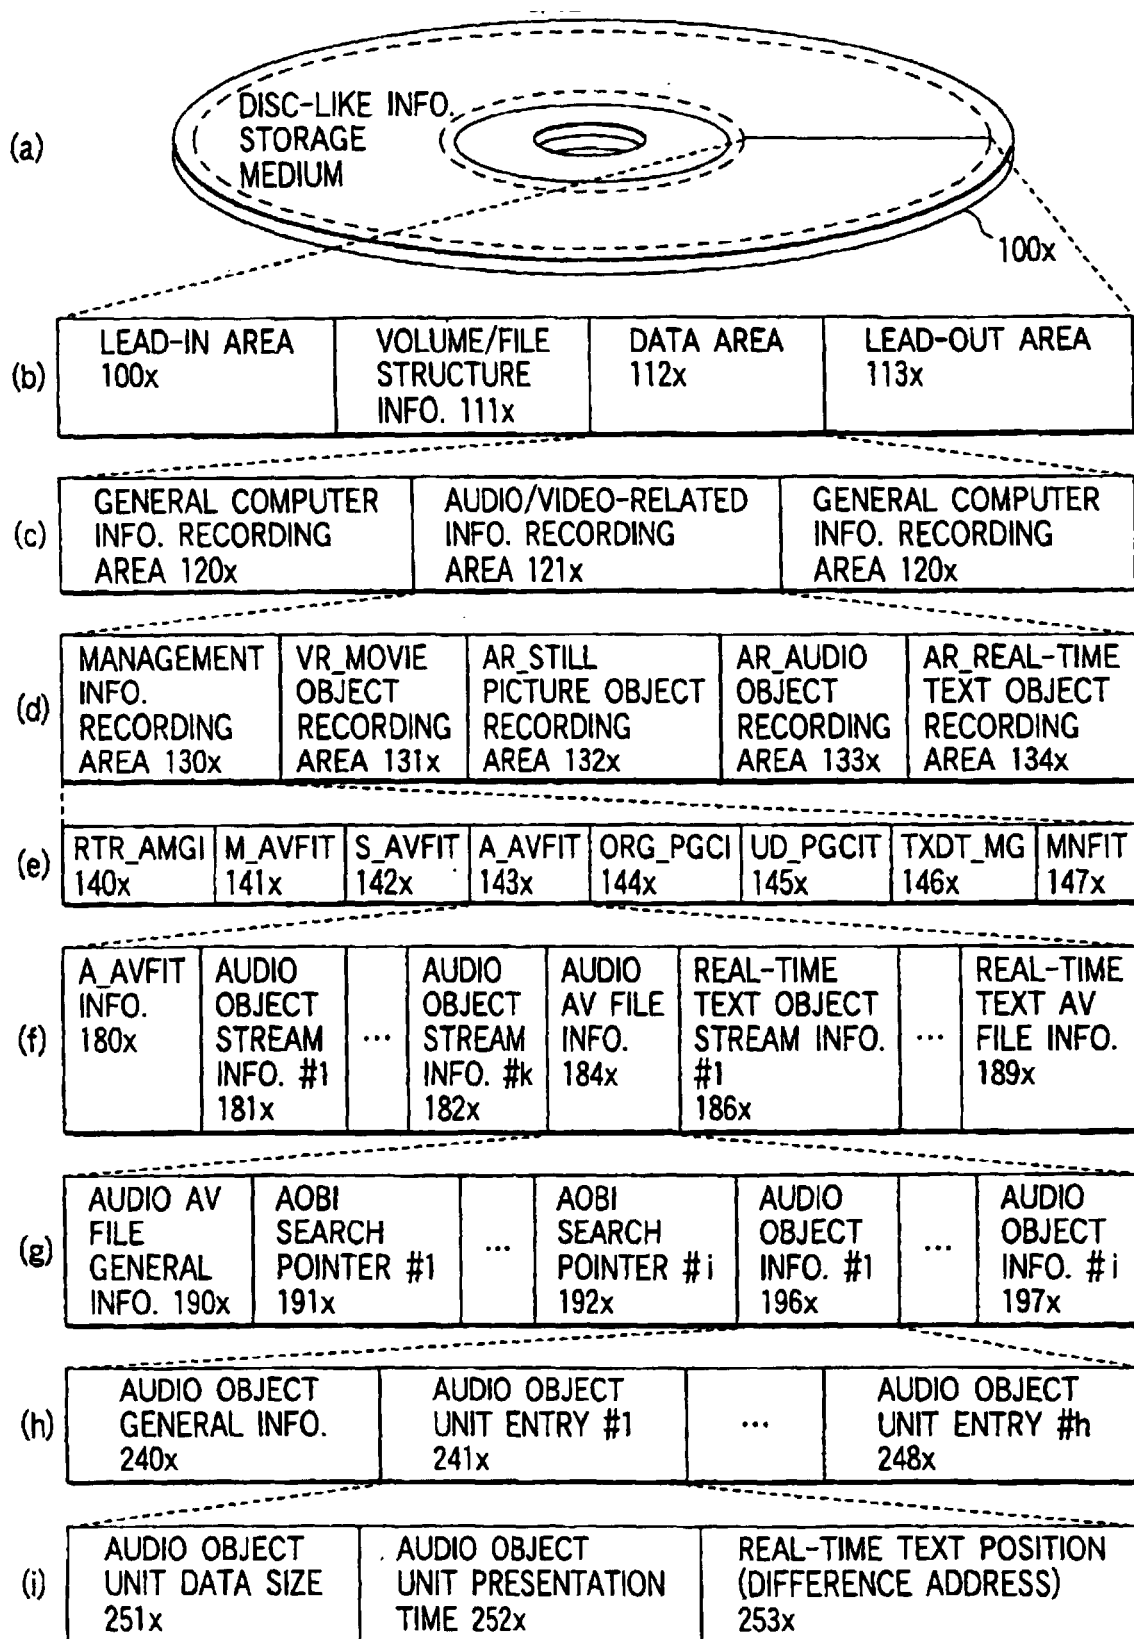 (a)
DISC-LIKE INFO.
STORAGE
MEDIUM
100x
(b)
LEAD-IN AREA
100x
VOLUME/FILE
STRUCTURE
INFO. 111x
DATA AREA
112x
LEAD-OUT AREA
113x
(c)
GENERAL COMPUTER
INFO. RECORDING
AREA 120x
AUDIO/VIDEO-RELATED
INFO. RECORDING
AREA 121x
GENERAL COMPUTER
INFO. RECORDING
AREA 120x
(d)
MANAGEMENT
INFO.
RECORDING
AREA 130x
VR_MOVIE
OBJECT
RECORDING
AREA 131x
AR_STILL
PICTURE OBJECT
RECORDING
AREA 132x
AR_AUDIO
OBJECT
RECORDING
AREA 133x
AR_REAL-TIME
TEXT OBJECT
RECORDING
AREA 134x
(e)
RTR_AMGI
140x
M_AVFIT
141x
S_AVFIT
142x
A_AVFIT
143x
ORG_PGCI
144x
UD_PGCIT
145x
TXDT_MG
146x
MNFIT
147x
(f)
A_AVFIT
INFO.
180x
AUDIO
OBJECT
STREAM
INFO. #1
181x
...
AUDIO
OBJECT
STREAM
INFO. #k
182x
AUDIO
AV FILE
INFO.
184x
REAL-TIME
TEXT OBJECT
STREAM INFO.
#1
186x
...
REAL-TIME
TEXT AV
FILE INFO.
189x
(g)
AUDIO AV
FILE
GENERAL
INFO. 190x
AOBI
SEARCH
POINTER #1
191x
...
AOBI
SEARCH
POINTER #i
192x
AUDIO
OBJECT
INFO. #1
196x
...
AUDIO
OBJECT
INFO. #i
197x
(h)
AUDIO OBJECT
GENERAL INFO.
240x
AUDIO OBJECT
UNIT ENTRY #1
241x
...
AUDIO OBJECT
UNIT ENTRY #h
248x
(i)
AUDIO OBJECT
UNIT DATA SIZE
251x
AUDIO OBJECT
UNIT PRESENTATION
TIME 252x
REAL-TIME TEXT POSITION
(DIFFERENCE ADDRESS)
253x